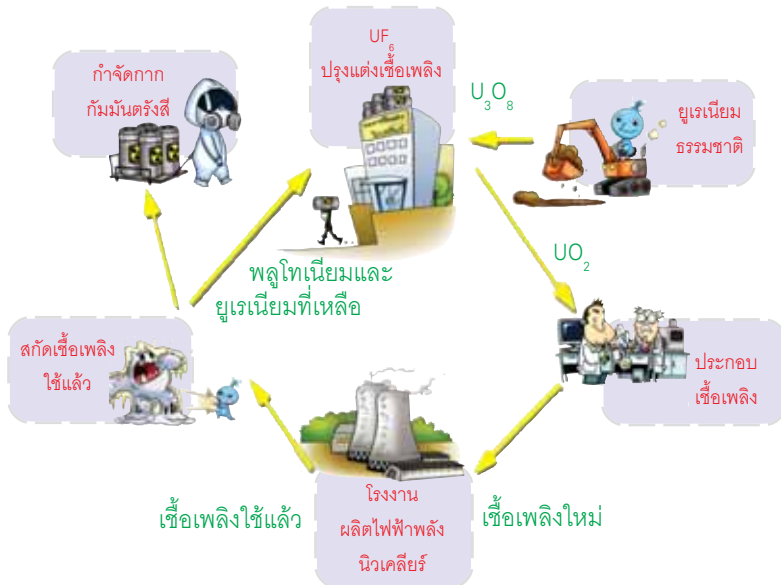 UF₆
ปรุงแต่งเชื้อเพลิง
กำจัดกาก
กัมมันตรังสี
U₃O₈
ยูเรเนียม
ธรรมชาติ
พลูโทเนียมและ
ยูเรเนียมที่เหลือ
UO₂
สกัดเชื้อเพลิง
ใช้แล้ว
ประกอบ
เชื้อเพลิง
เชื้อเพลิงใช้แล้ว
โรงงาน
ผลิตไฟฟ้าพลัง
นิวเคลียร์
เชื้อเพลิงใหม่